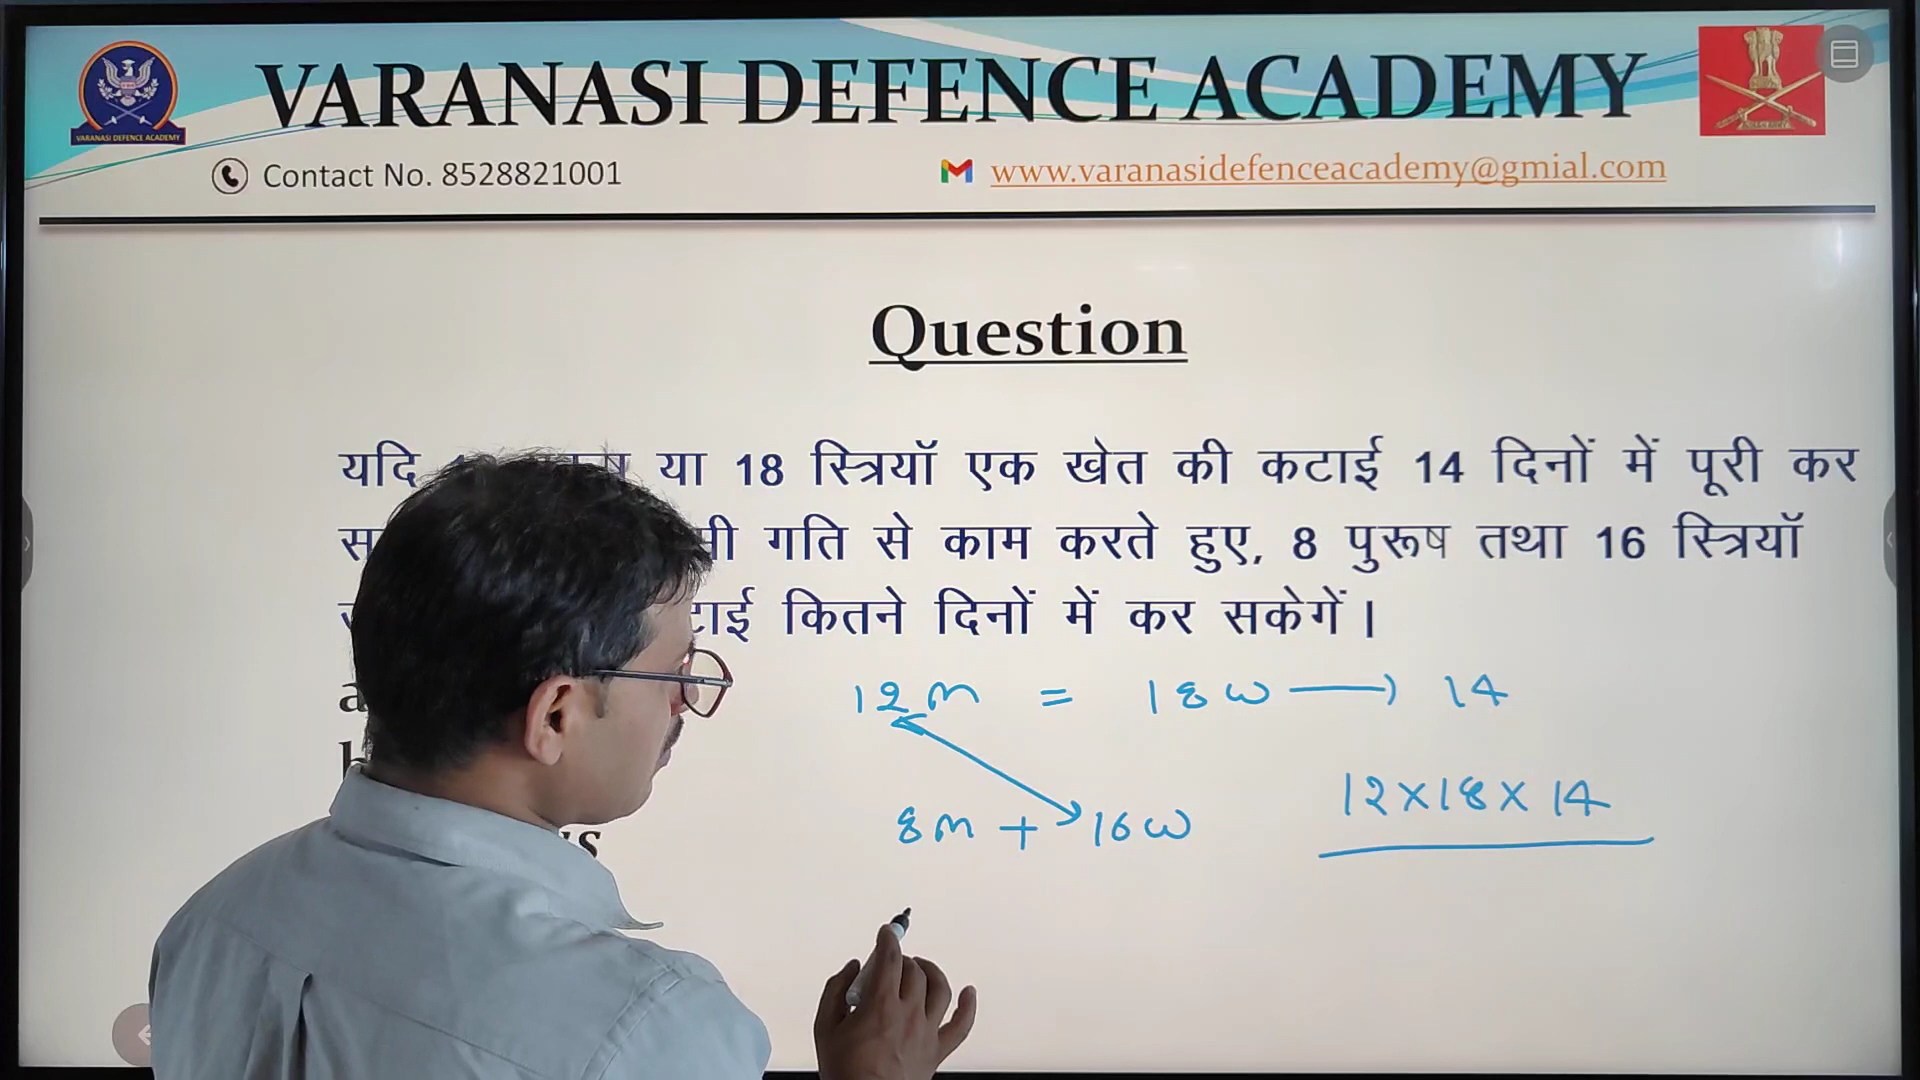 VARANASI DEFENCE ACADEMY
VARANASI DEFENCE ACADEMY
Contact No. 8528821001
www.varanasidefenceacademy@gmial.com
Question
यदि या 18 स्त्रियॉ एक खेत की कटाई 14 दिनों में पूरी कर
गति से काम करते हुए, 8 पुरूष तथा 16 स्त्रियॉ
कितने दिनों में कर सकेगें।
12m = 18w → 14
12×18×14
8m + 16w